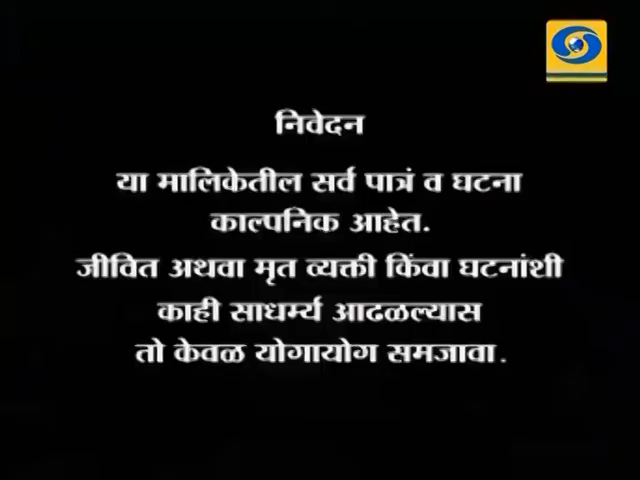 निवेदन
या मालिकेतील सर्व पात्रं व घटना
काल्पनिक आहेत.
जीवित अथवा मृत व्यक्ती किंवा घटनांशी
काही साधर्म्य आढळल्यास
तो केवळ योगायोग समजावा.